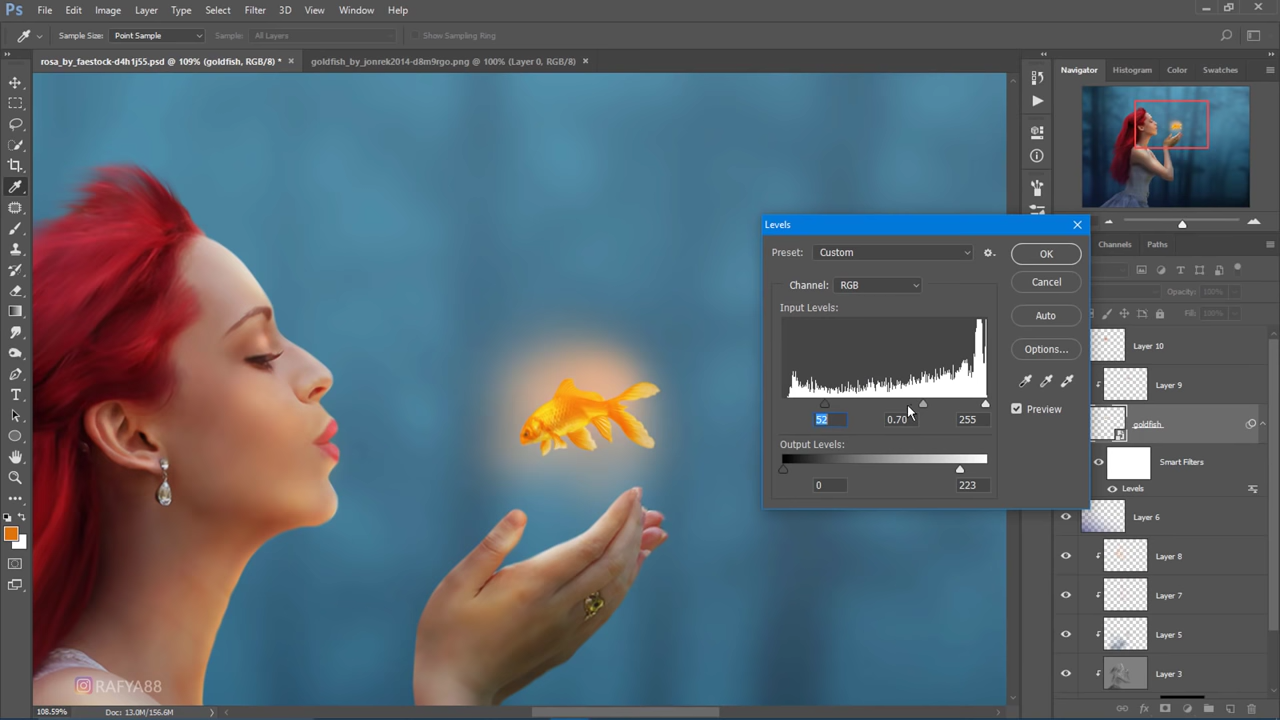 Ps File Edit Image Layer Type Select Filter 3D View Window Help
Sample Size: Point Sample Sample: All Layers Show Sampling Ring
rosa_by_faestock-d4h1j55.psd @ 109% (goldfish, RGB/8) * × goldfish_by_jonrek2014-d8m9rgo.png @ 100% (Layer 0, RGB/8) ×
Navigator Histogram Color Swatches
Levels
Preset: Custom
OK
Channel: RGB
Cancel
Input Levels:
Auto
Options...
Preview
52 0.70 255
Output Levels:
0 223
Channels Paths
Opacity: 100%
Fill: 100%
Layer 10
Layer 9
goldfish
Smart Filters
Levels
Layer 6
Layer 8
Layer 7
Layer 5
Layer 3
fx
RAFYA88
108.59% Doc: 13.0M/156.6M